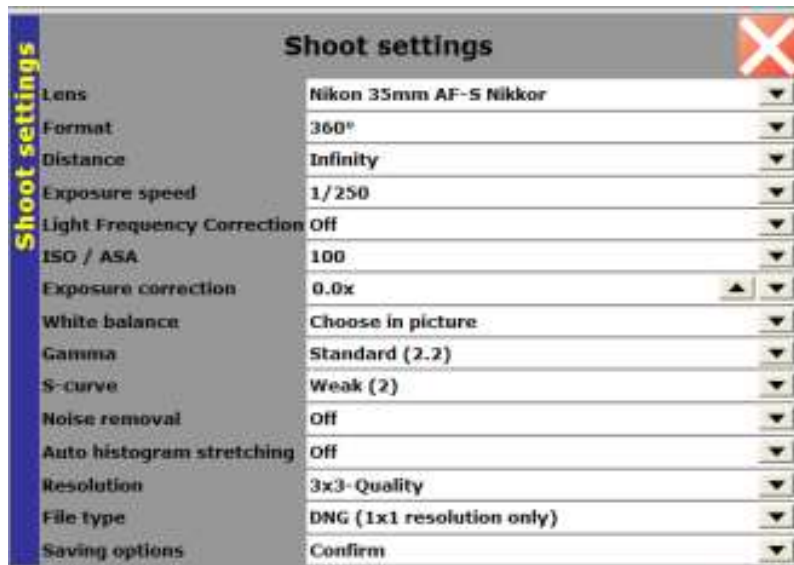 Shoot settings
Shoot settings
Lens Nikon 35mm AF-S Nikkor
Format 360°
Distance Infinity
Exposure speed 1/250
Light Frequency Correction Off
ISO / ASA 100
Exposure correction 0.0x
White balance Choose in picture
Gamma Standard (2.2)
S-curve Weak (2)
Noise removal Off
Auto histogram stretching Off
Resolution 3x3-Quality
File type DNG (1x1 resolution only)
Saving options Confirm